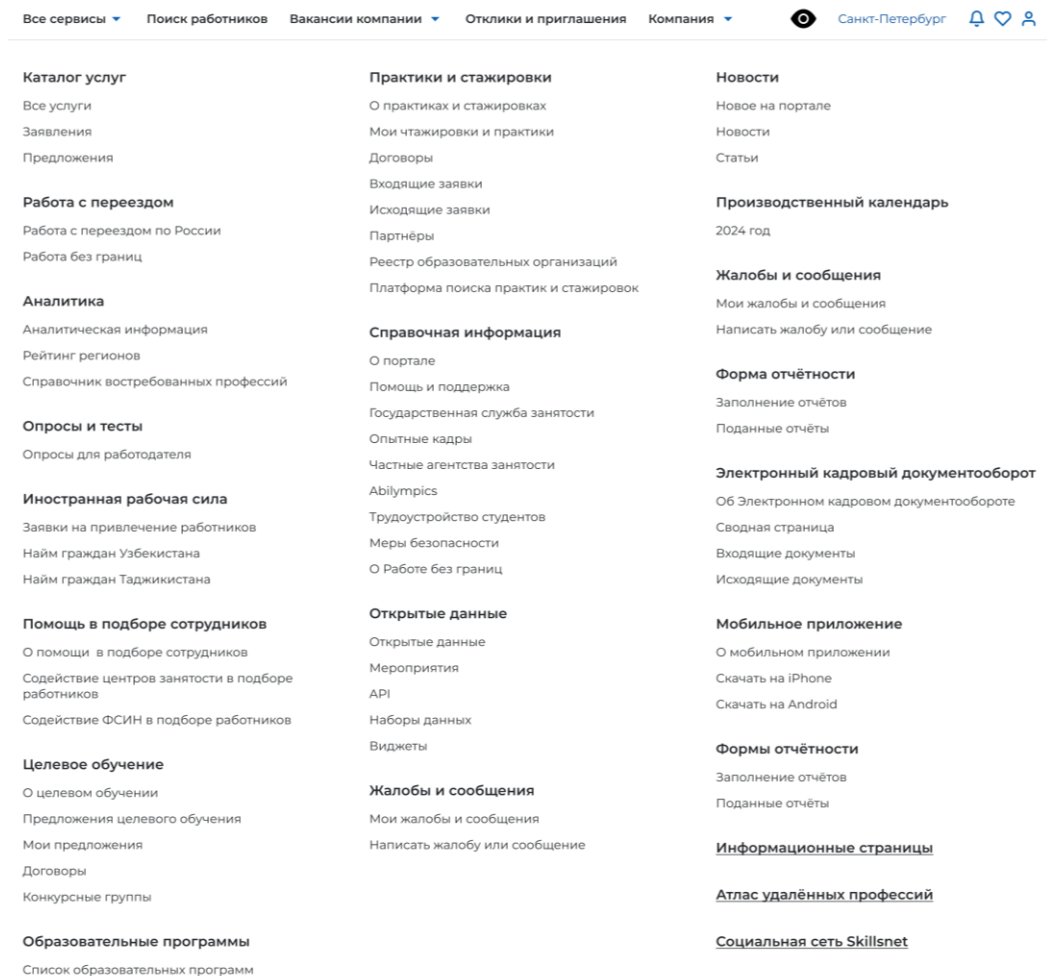 Все сервисы
Поиск работников
Вакансии компании
Отклики и приглашения
Компания
Санкт-Петербург
Каталог услуг
Все услуги
Заявления
Предложения
Работа с переездом
Работа с переездом по России
Работа без границ
Аналитика
Аналитическая информация
Рейтинг регионов
Справочник востребованных профессий
Опросы и тесты
Опросы для работодателя
Иностранная рабочая сила
Заявки на привлечение работников
Найм граждан Узбекистана
Найм граждан Таджикистана
Помощь в подборе сотрудников
О помощи в подборе сотрудников
Содействие центров занятости в подборе
работников
Содействие ФСИН в подборе работников
Целевое обучение
О целевом обучении
Предложения целевого обучения
Мои предложения
Договоры
Конкурсные группы
Образовательные программы
Список образовательных программ
Практики и стажировки
О практиках и стажировках
Мои чтажировки и практики
Договоры
Входящие заявки
Исходящие заявки
Партнёры
Реестр образовательных организаций
Платформа поиска практик и стажировок
Справочная информация
О портале
Помощь и поддержка
Государственная служба занятости
Опытные кадры
Частные агентства занятости
Abilympics
Трудоустройство студентов
Меры безопасности
О Работе без границ
Открытые данные
Открытые данные
Мероприятия
API
Наборы данных
Виджеты
Жалобы и сообщения
Мои жалобы и сообщения
Написать жалобу или сообщение
Новости
Новое на портале
Новости
Статьи
Производственный календарь
2024 год
Жалобы и сообщения
Мои жалобы и сообщения
Написать жалобу или сообщение
Форма отчётности
Заполнение отчётов
Поданные отчёты
Электронный кадровый документооборот
Об Электронном кадровом документообороте
Сводная страница
Входящие документы
Исходящие документы
Мобильное приложение
О мобильном приложении
Скачать на iPhone
Скачать на Android
Формы отчётности
Заполнение отчётов
Поданные отчёты
Информационные страницы
Атлас удалённых профессий
Социальная сеть Skillsnet